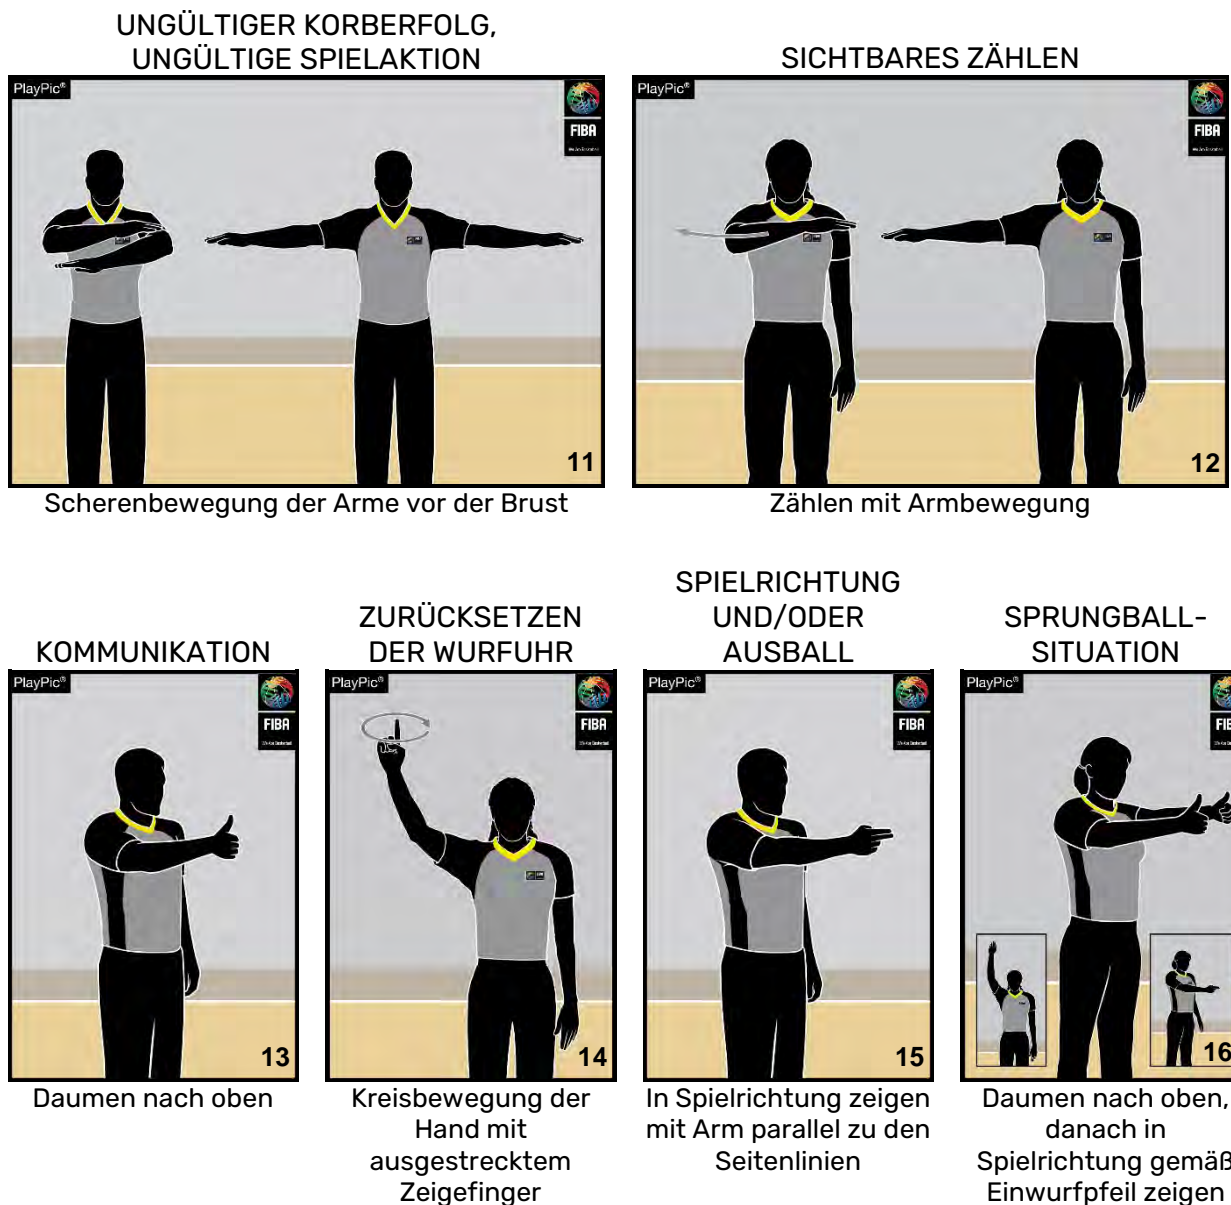 UNGÜLTIGER KORBERFOLG,
UNGÜLTIGE SPIELAKTION
SICHTBARES ZÄHLEN
PlayPic®
FIBA
11
PlayPic®
FIBA
12
Scherenbewegung der Arme vor der Brust
Zählen mit Armbewegung
KOMMUNIKATION
ZURÜCKSETZEN
DER WURFUHR
SPIELRICHTUNG
UND/ODER
AUSBALL
SPRUNGBALL-
SITUATION
PlayPic®
FIBA
13
PlayPic®
FIBA
14
PlayPic®
FIBA
15
PlayPic®
16
Daumen nach oben
Kreisbewegung der
Hand mit
ausgestrecktem
Zeigefinger
In Spielrichtung zeigen
mit Arm parallel zu den
Seitenlinien
Daumen nach oben,
danach in
Spielrichtung gemäß
Einwurfpfeil zeigen